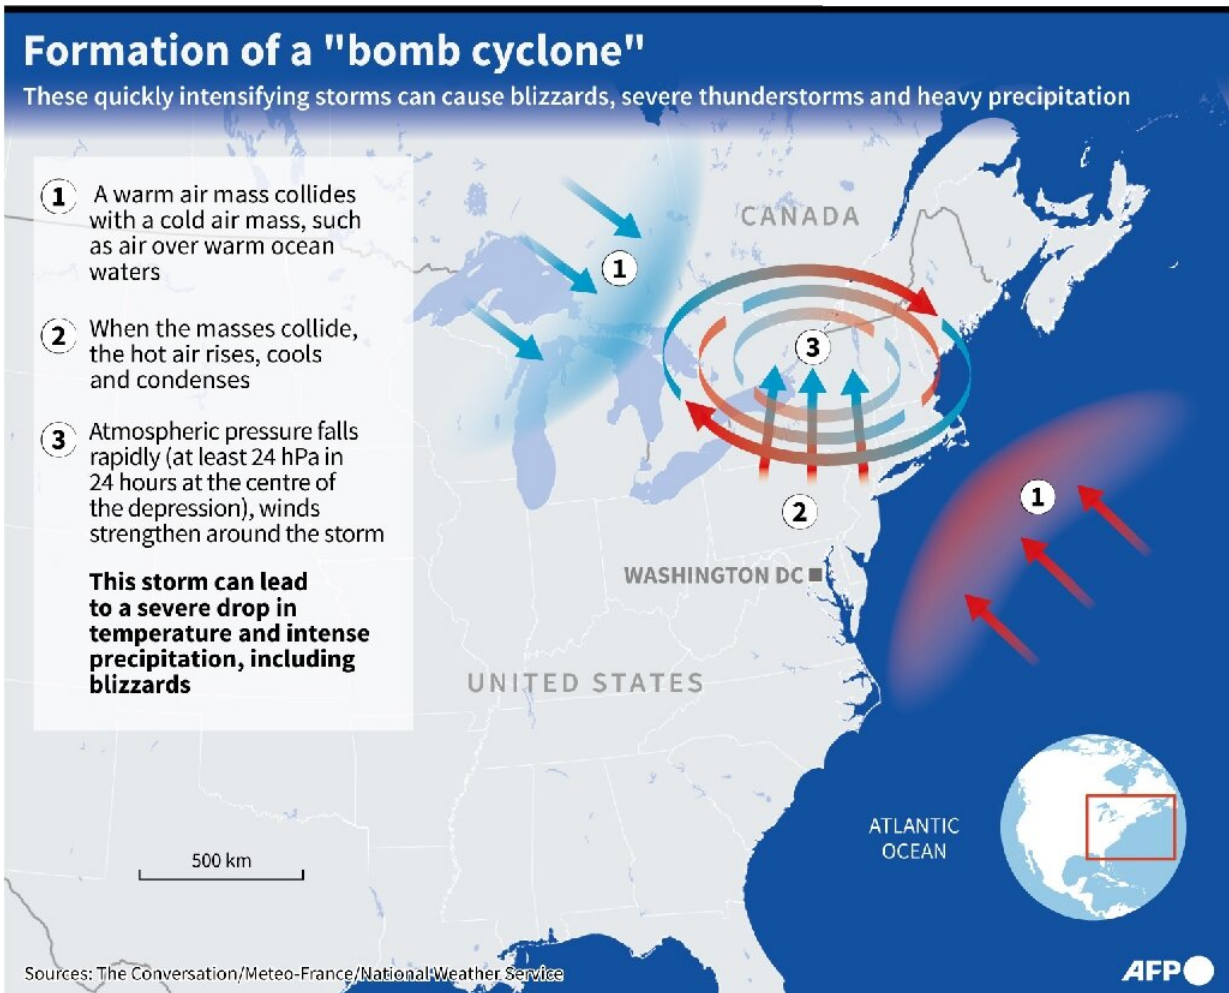 Formation of a "bomb cyclone"
These quickly intensifying storms can cause blizzards, severe thunderstorms and heavy precipitation
1 A warm air mass collides
with a cold air mass, such
as air over warm ocean
waters
2 When the masses collide,
the hot air rises, cools
and condenses
3 Atmospheric pressure falls
rapidly (at least 24 hPa in
24 hours at the centre of
the depression), winds
strengthen around the storm
This storm can lead
to a severe drop in
temperature and intense
precipitation, including
blizzards
CANADA
1
3
1
2
WASHINGTON DC
UNITED STATES
ATLANTIC
OCEAN
500 km
Sources: The Conversation/Meteo-France/National Weather Service
AFP